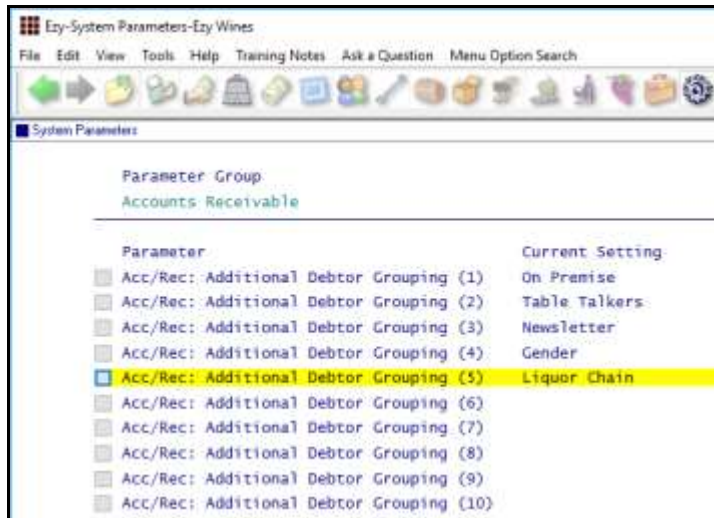 Ezy-System Parameters-Ezy Wines
File Edit View Tools Help Training Notes Ask a Question Menu Option Search
System Parameters
Parameter Group
Accounts Receivable
Parameter Current Setting
Acc/Rec: Additional Debtor Grouping (1) On Premise
Acc/Rec: Additional Debtor Grouping (2) Table Talkers
Acc/Rec: Additional Debtor Grouping (3) Newsletter
Acc/Rec: Additional Debtor Grouping (4) Gender
Acc/Rec: Additional Debtor Grouping (5) Liquor Chain
Acc/Rec: Additional Debtor Grouping (6)
Acc/Rec: Additional Debtor Grouping (7)
Acc/Rec: Additional Debtor Grouping (8)
Acc/Rec: Additional Debtor Grouping (9)
Acc/Rec: Additional Debtor Grouping (10)